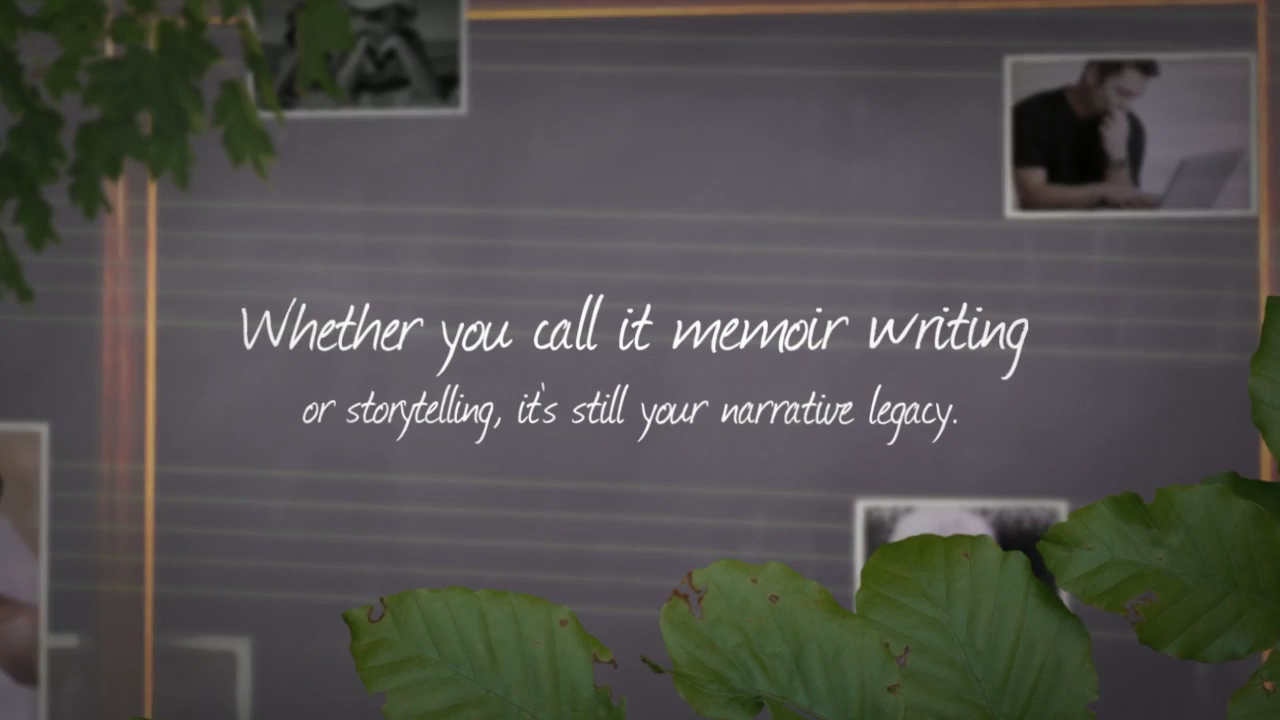 Whether you call it memoir writing
or storytelling, it's still your narrative legacy.